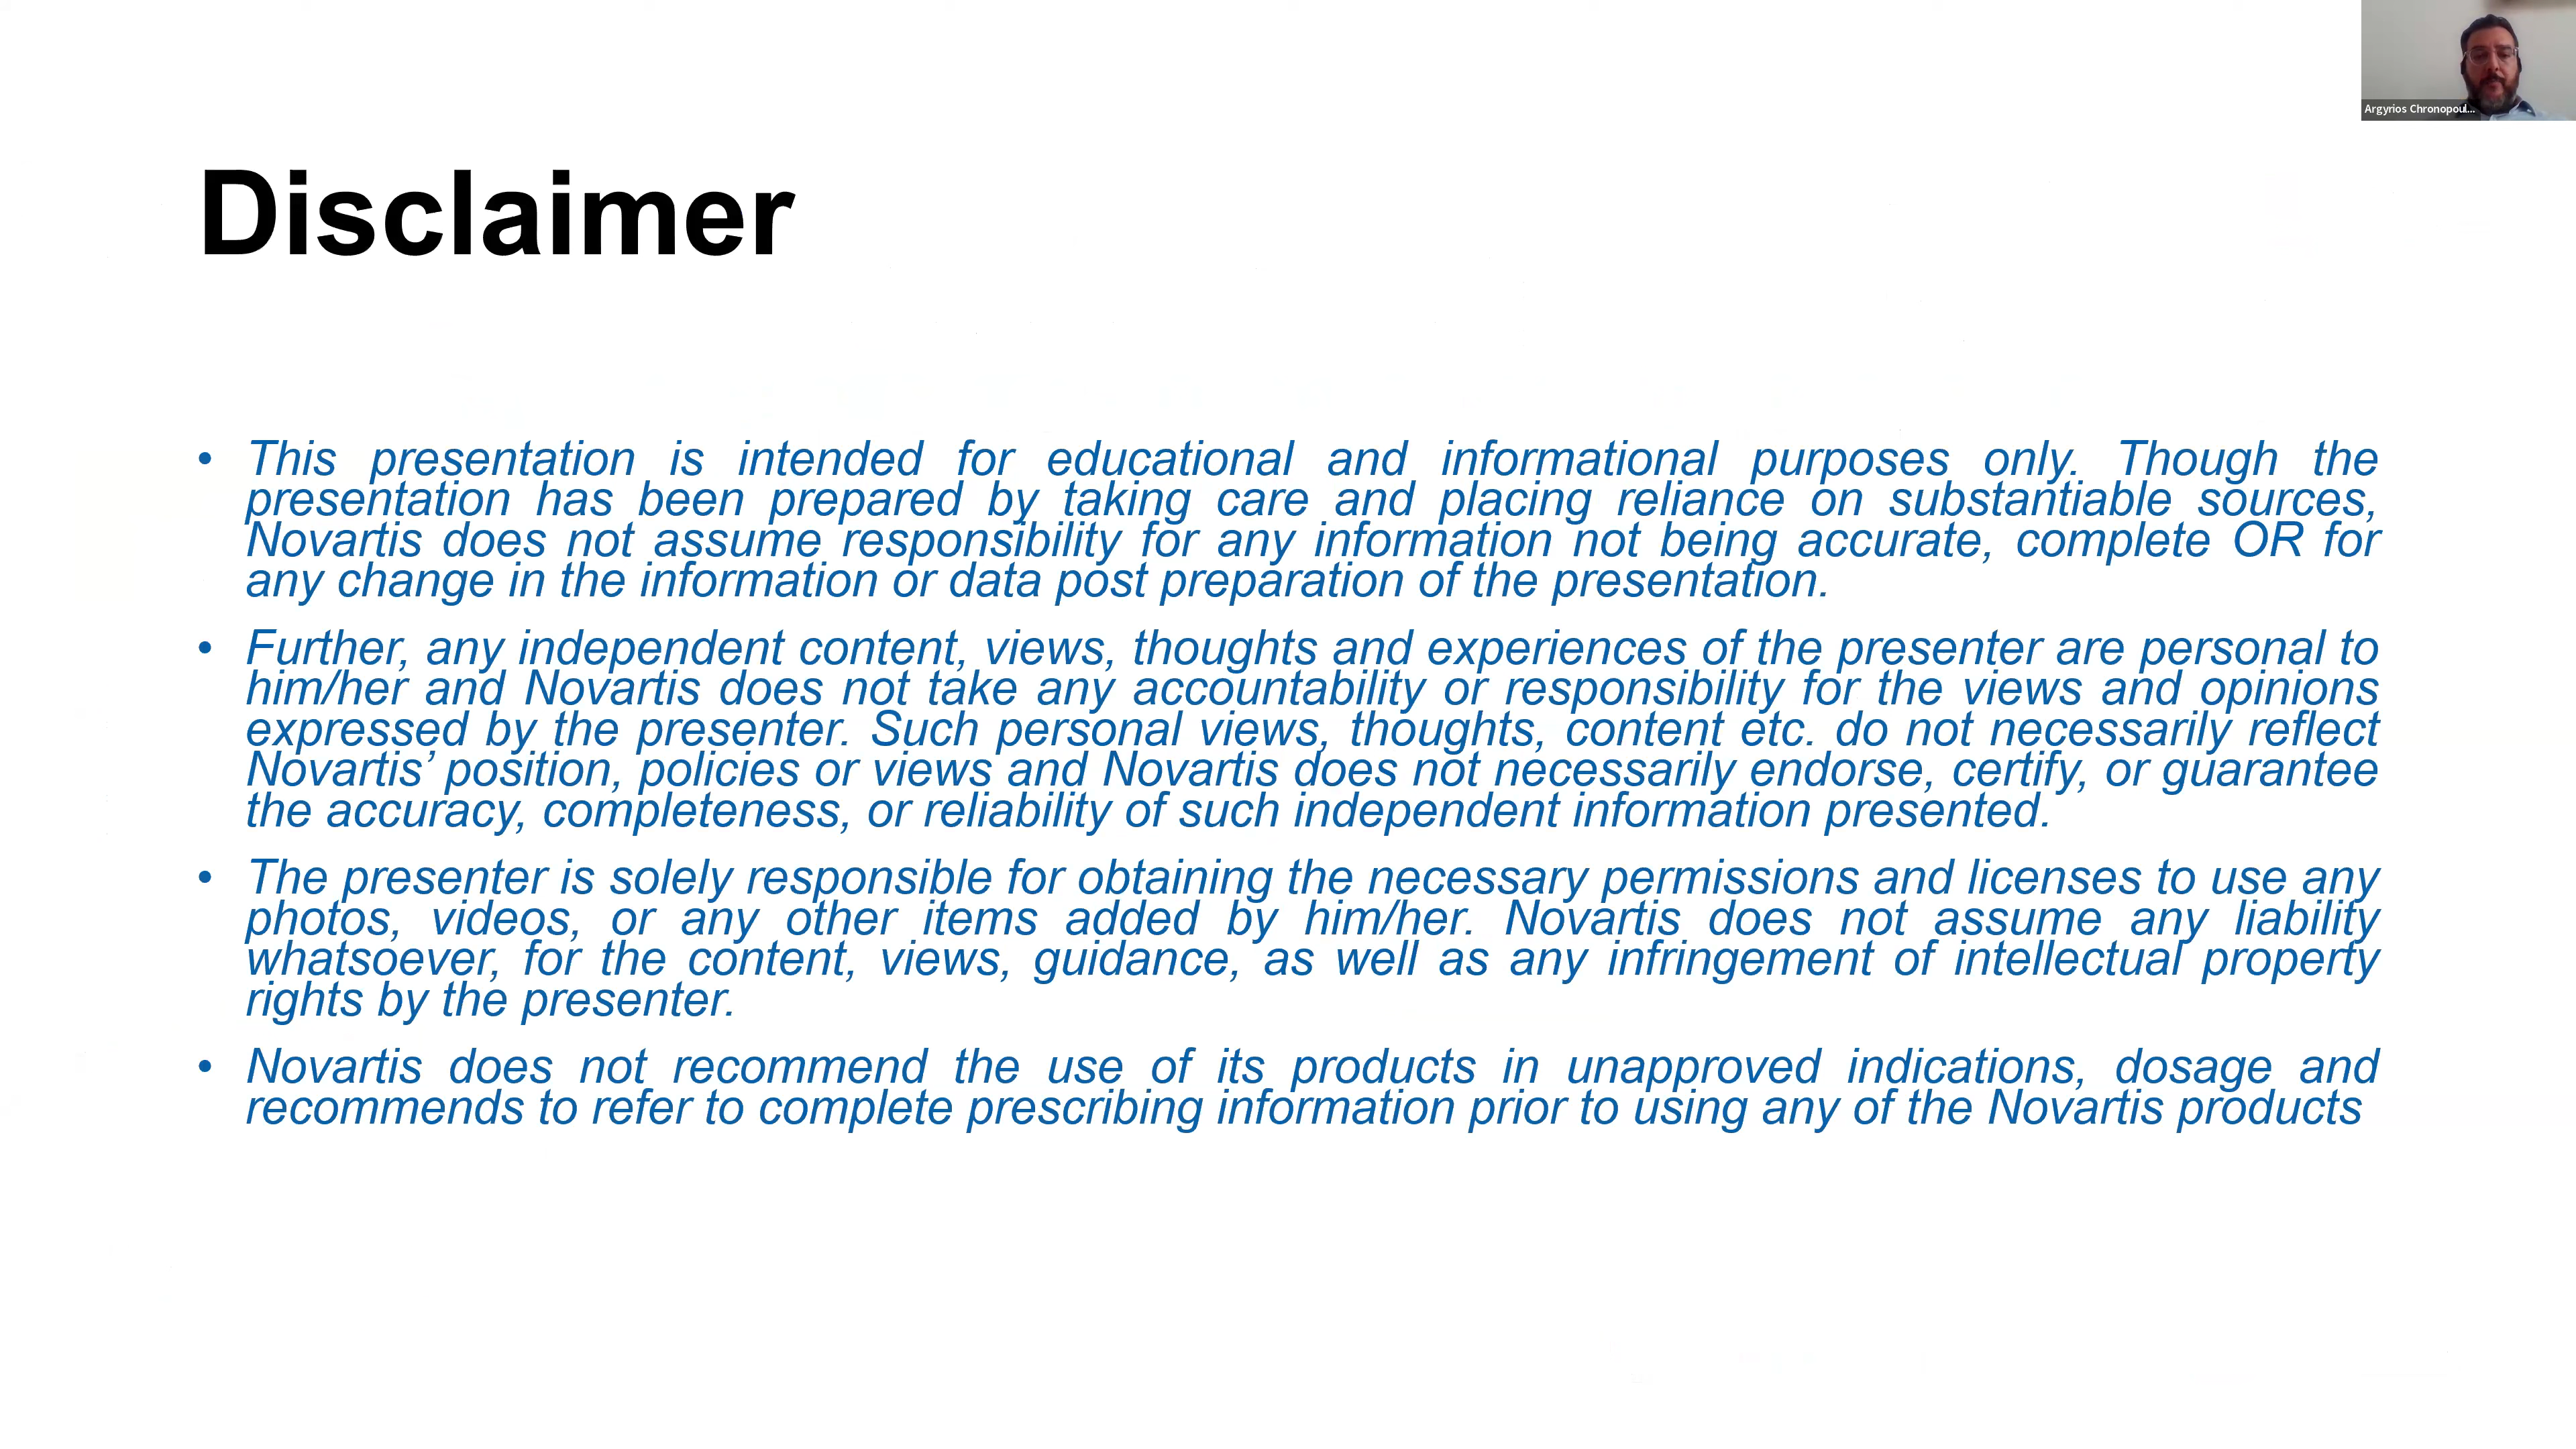 Argyrios Chronopoul...
Disclaimer
• This presentation is intended for educational and informational purposes only. Though the
presentation has been prepared by taking care and placing reliance on substantiable sources,
Novartis does not assume responsibility for any information not being accurate, complete OR for
any change in the information or data post preparation of the presentation.
• Further, any independent content, views, thoughts and experiences of the presenter are personal to
him/her and Novartis does not take any accountability or responsibility for the views and opinions
expressed by the presenter. Such personal views, thoughts, content etc. do not necessarily reflect
Novartis’ position, policies or views and Novartis does not necessarily endorse, certify, or guarantee
the accuracy, completeness, or reliability of such independent information presented.
• The presenter is solely responsible for obtaining the necessary permissions and licenses to use any
photos, videos, or any other items added by him/her. Novartis does not assume any liability
whatsoever, for the content, views, guidance, as well as any infringement of intellectual property
rights by the presenter.
• Novartis does not recommend the use of its products in unapproved indications, dosage and
recommends to refer to complete prescribing information prior to using any of the Novartis products